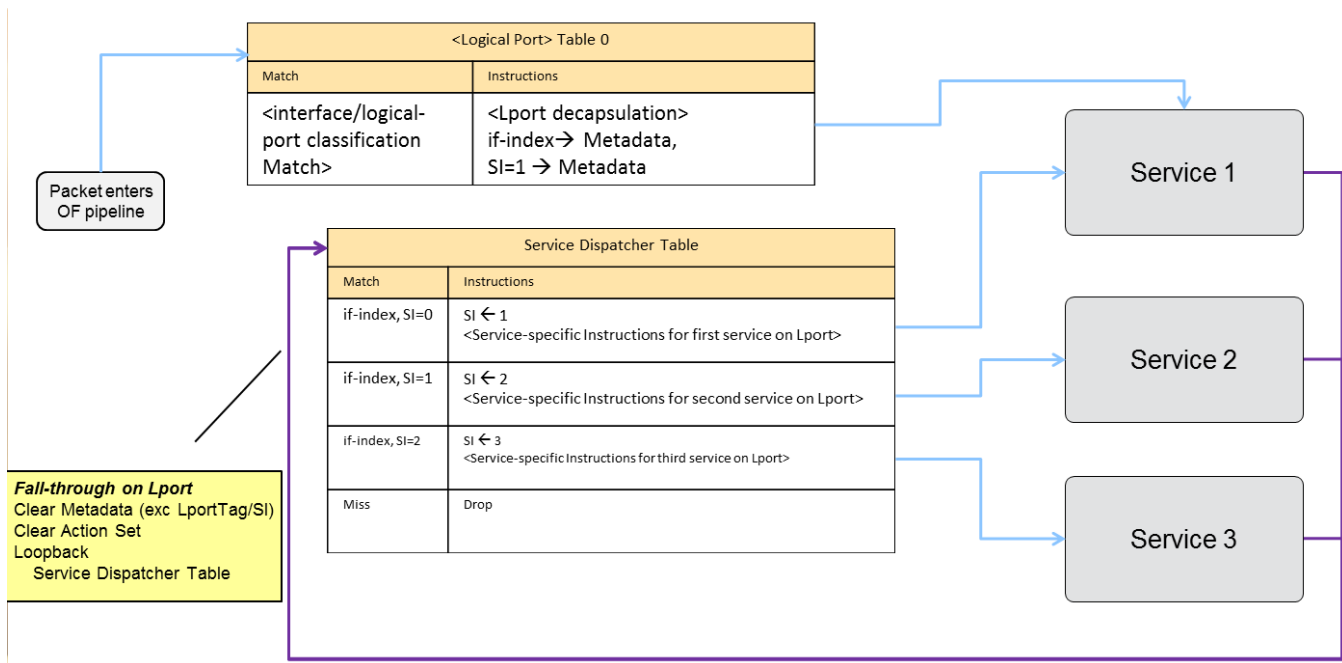 <Logical Port> Table 0
Match
Instructions
<interface/logical-
port classification
Match>
<Lport decapsulation>
if-index→ Metadata,
SI=1 → Metadata
Packet enters
OF pipeline
Service Dispatcher Table
Match
Instructions
if-index, SI=0
SI ← 1
<Service-specific Instructions for first service on Lport>
if-index, SI=1
SI ← 2
<Service-specific Instructions for second service on Lport>
if-index, SI=2
SI ← 3
<Service-specific Instructions for third service on Lport>
Miss
Drop
Service 1
Service 2
Service 3
Fall-through on Lport
Clear Metadata (exc LportTag/SI)
Clear Action Set
Loopback
Service Dispatcher Table